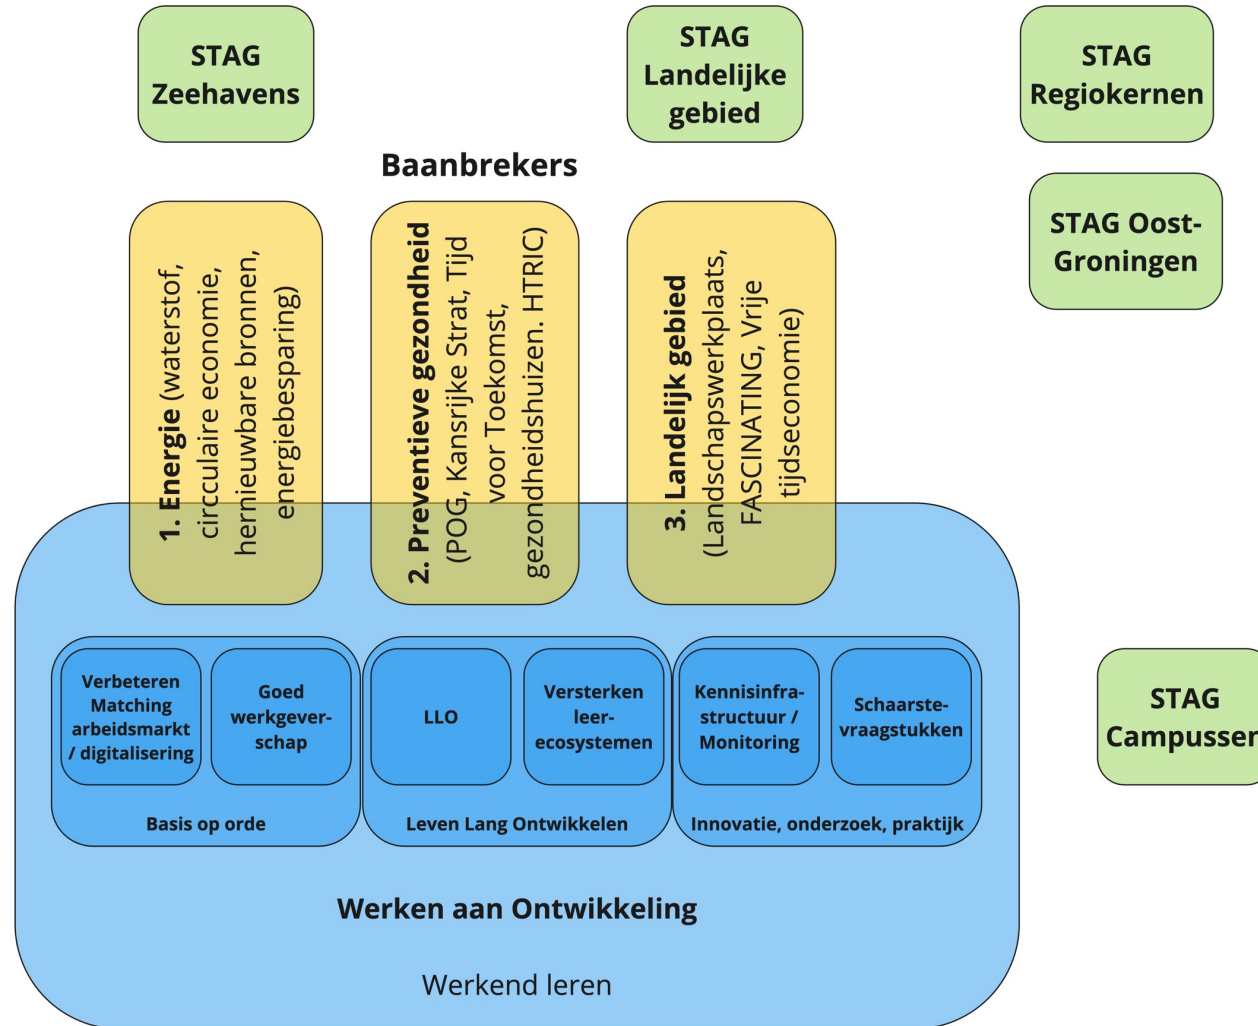 STAG
Zeehavens
STAG
Landelijke
gebied
STAG
Regiokernen
STAG Oost-
Groningen
Baanbrekers
1. Energie (waterstof,
circculaire economie,
hernieuwbare bronnen,
energiebesparing)
2. Preventieve gezondheid
(POG, Kansrijke Strat, Tijd
voor Toekomst,
gezondheidshuizen. HTRIC)
3. Landelijk gebied
(Landschapswerkplaats,
FASCINATING, Vrije
tijdseconomie)
Verbeteren
Matching
arbeidsmarkt
/ digitalisering
Goed
werkgever-
schap
Basis op orde
LLO
Versterken
leer-
ecosystemen
Leven Lang Ontwikkelen
Kennisinfra-
structuur /
Monitoring
Schaarste-
vraagstukken
Innovatie, onderzoek, praktijk
STAG
Campussen
Werken aan Ontwikkeling
Werkend leren